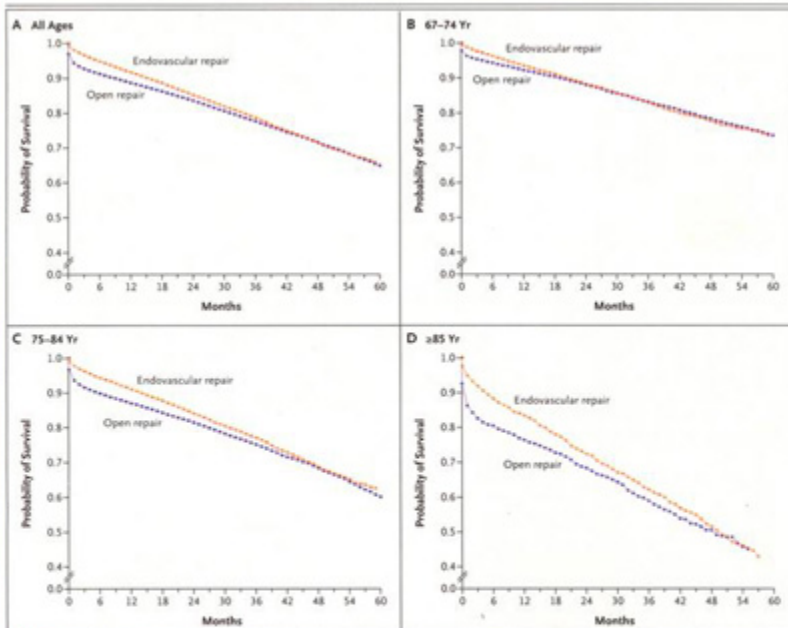 A All Ages
1.0
0.9
0.8
0.7
0.6
0.5
0.4
0.0
Probability of Survival
Endovascular repair
Open repair
0 6 12 18 24 30 36 42 48 54 60
Months
B 67–74 Yr
1.0
0.9
0.8
0.7
0.6
0.5
0.4
0.0
Probability of Survival
Endovascular repair
Open repair
0 6 12 18 24 30 36 42 48 54 60
Months
C 75–84 Yr
1.0
0.9
0.8
0.7
0.6
0.5
0.4
0.0
Probability of Survival
Endovascular repair
Open repair
0 6 12 18 24 30 36 42 48 54 60
Months
D ≥85 Yr
1.0
0.9
0.8
0.7
0.6
0.5
0.4
0.0
Probability of Survival
Endovascular repair
Open repair
0 6 12 18 24 30 36 42 48 54 60
Months